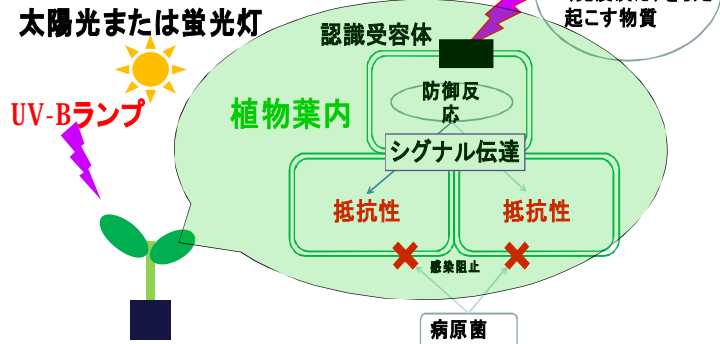 太陽光または蛍光灯
起こす物質
認識受容体
UV-Bランプ
植物葉内
防御反
応
シグナル伝達
抵抗性
抵抗性
感染阻止
病原菌